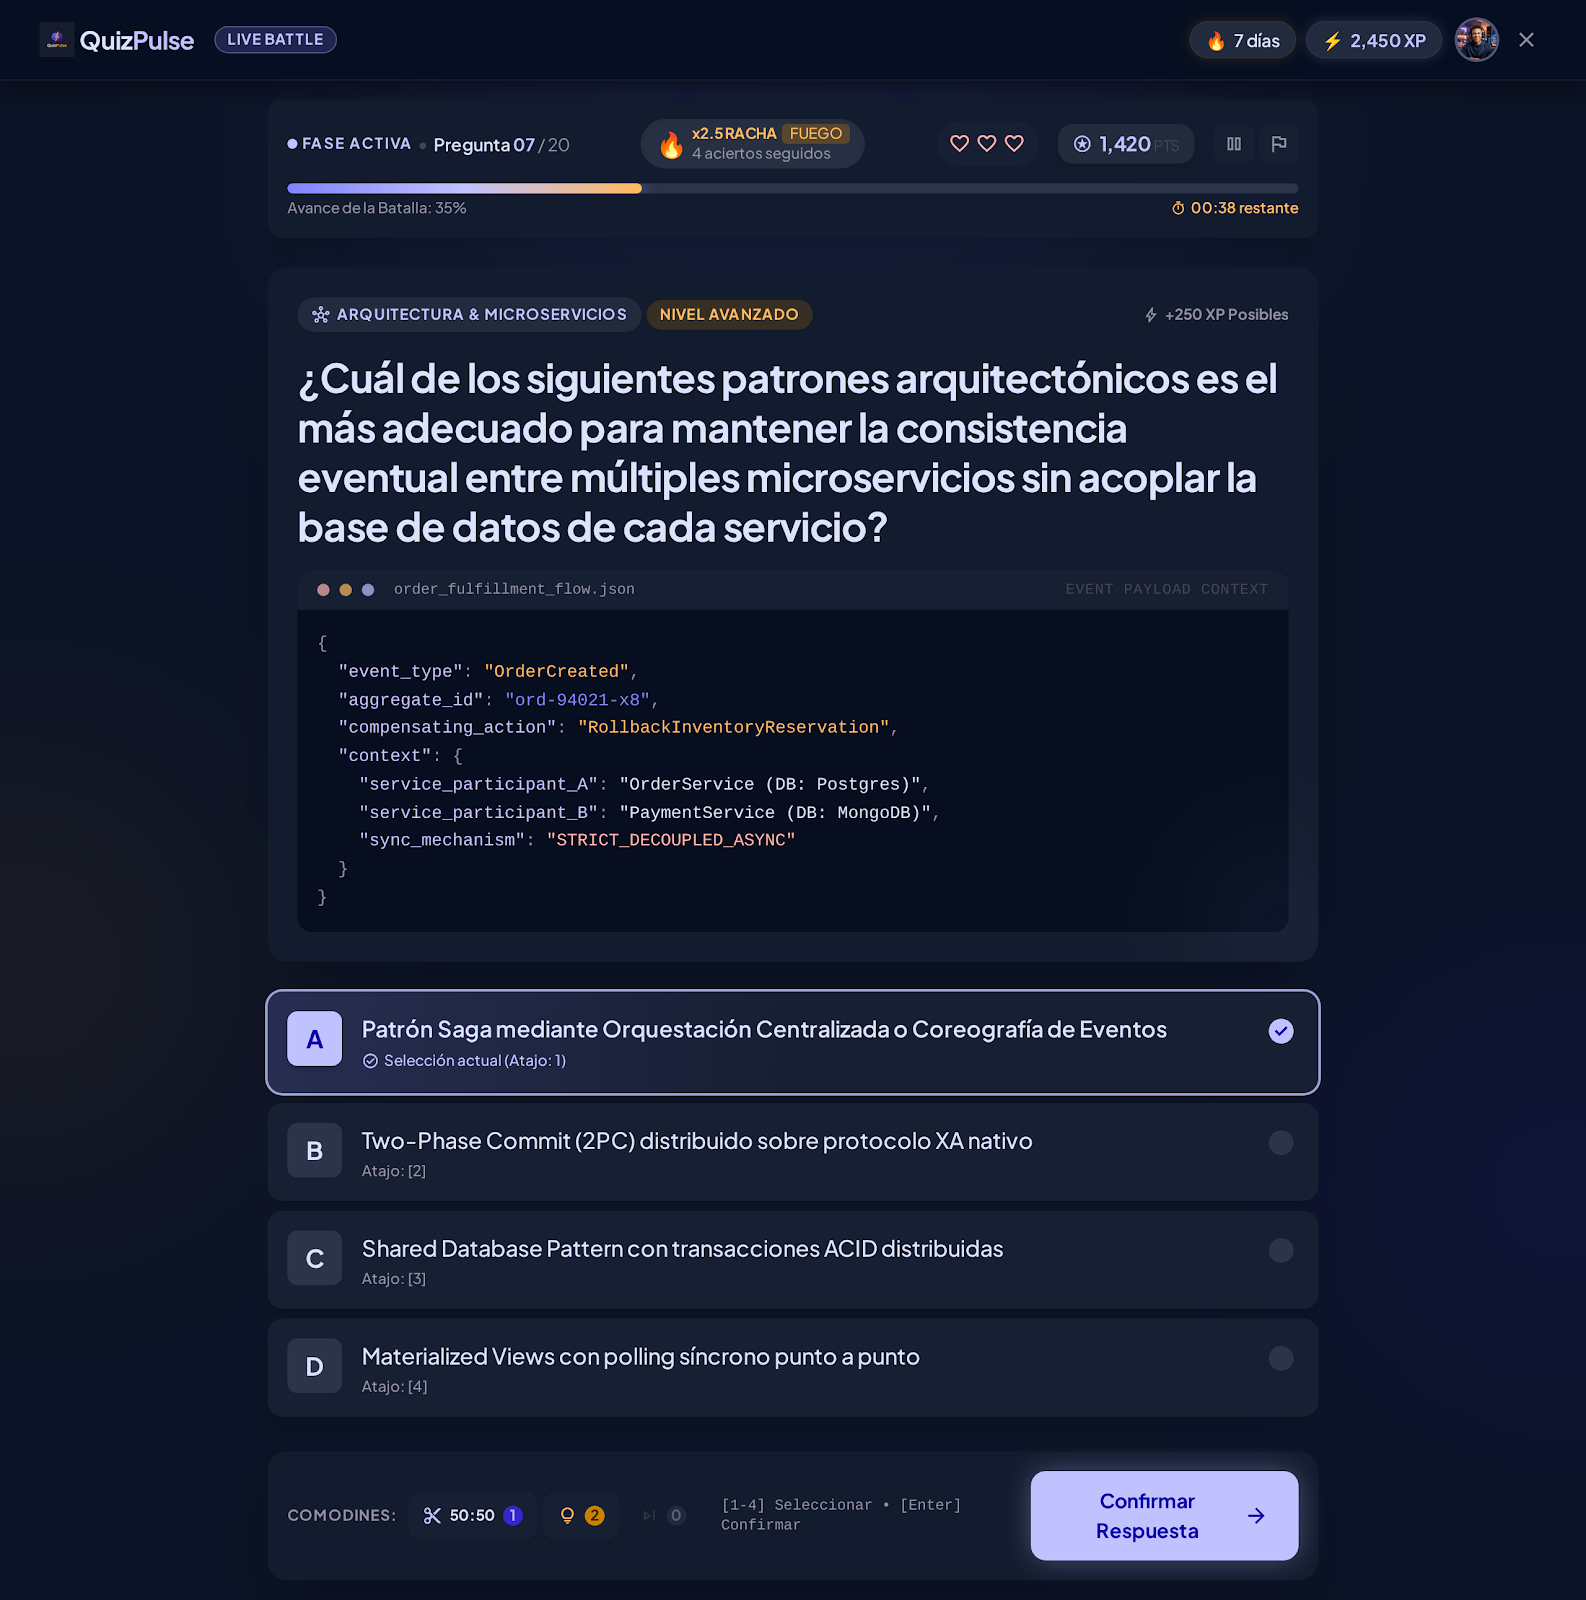 QuizPulse
LIVE BATTLE
🔥 7 días
⚡ 2,450 XP
FASE ACTIVA • Pregunta 07 / 20
🔥 x2.5 RACHA FUEGO
4 aciertos seguidos
1,420 PTS
Avance de la Batalla: 35%
00:38 restante
ARQUITECTURA & MICROSERVICIOS
NIVEL AVANZADO
+250 XP Posibles
¿Cuál de los siguientes patrones arquitectónicos es el
más adecuado para mantener la consistencia
eventual entre múltiples microservicios sin acoplar la
base de datos de cada servicio?
order_fulfillment_flow.json
EVENT PAYLOAD CONTEXT
{
  "event_type": "OrderCreated",
  "aggregate_id": "ord-94021-x8",
  "compensating_action": "RollbackInventoryReservation",
  "context": {
    "service_participant_A": "OrderService (DB: Postgres)",
    "service_participant_B": "PaymentService (DB: MongoDB)",
    "sync_mechanism": "STRICT_DECOUPLED_ASYNC"
  }
}
A
Patrón Saga mediante Orquestación Centralizada o Coreografía de Eventos
Selección actual (Atajo: 1)
B
Two-Phase Commit (2PC) distribuido sobre protocolo XA nativo
Atajo: [2]
C
Shared Database Pattern con transacciones ACID distribuidas
Atajo: [3]
D
Materialized Views con polling síncrono punto a punto
Atajo: [4]
COMODINES:
50:50 1
2
0
[1-4] Seleccionar • [Enter]
Confirmar
Confirmar
Respuesta